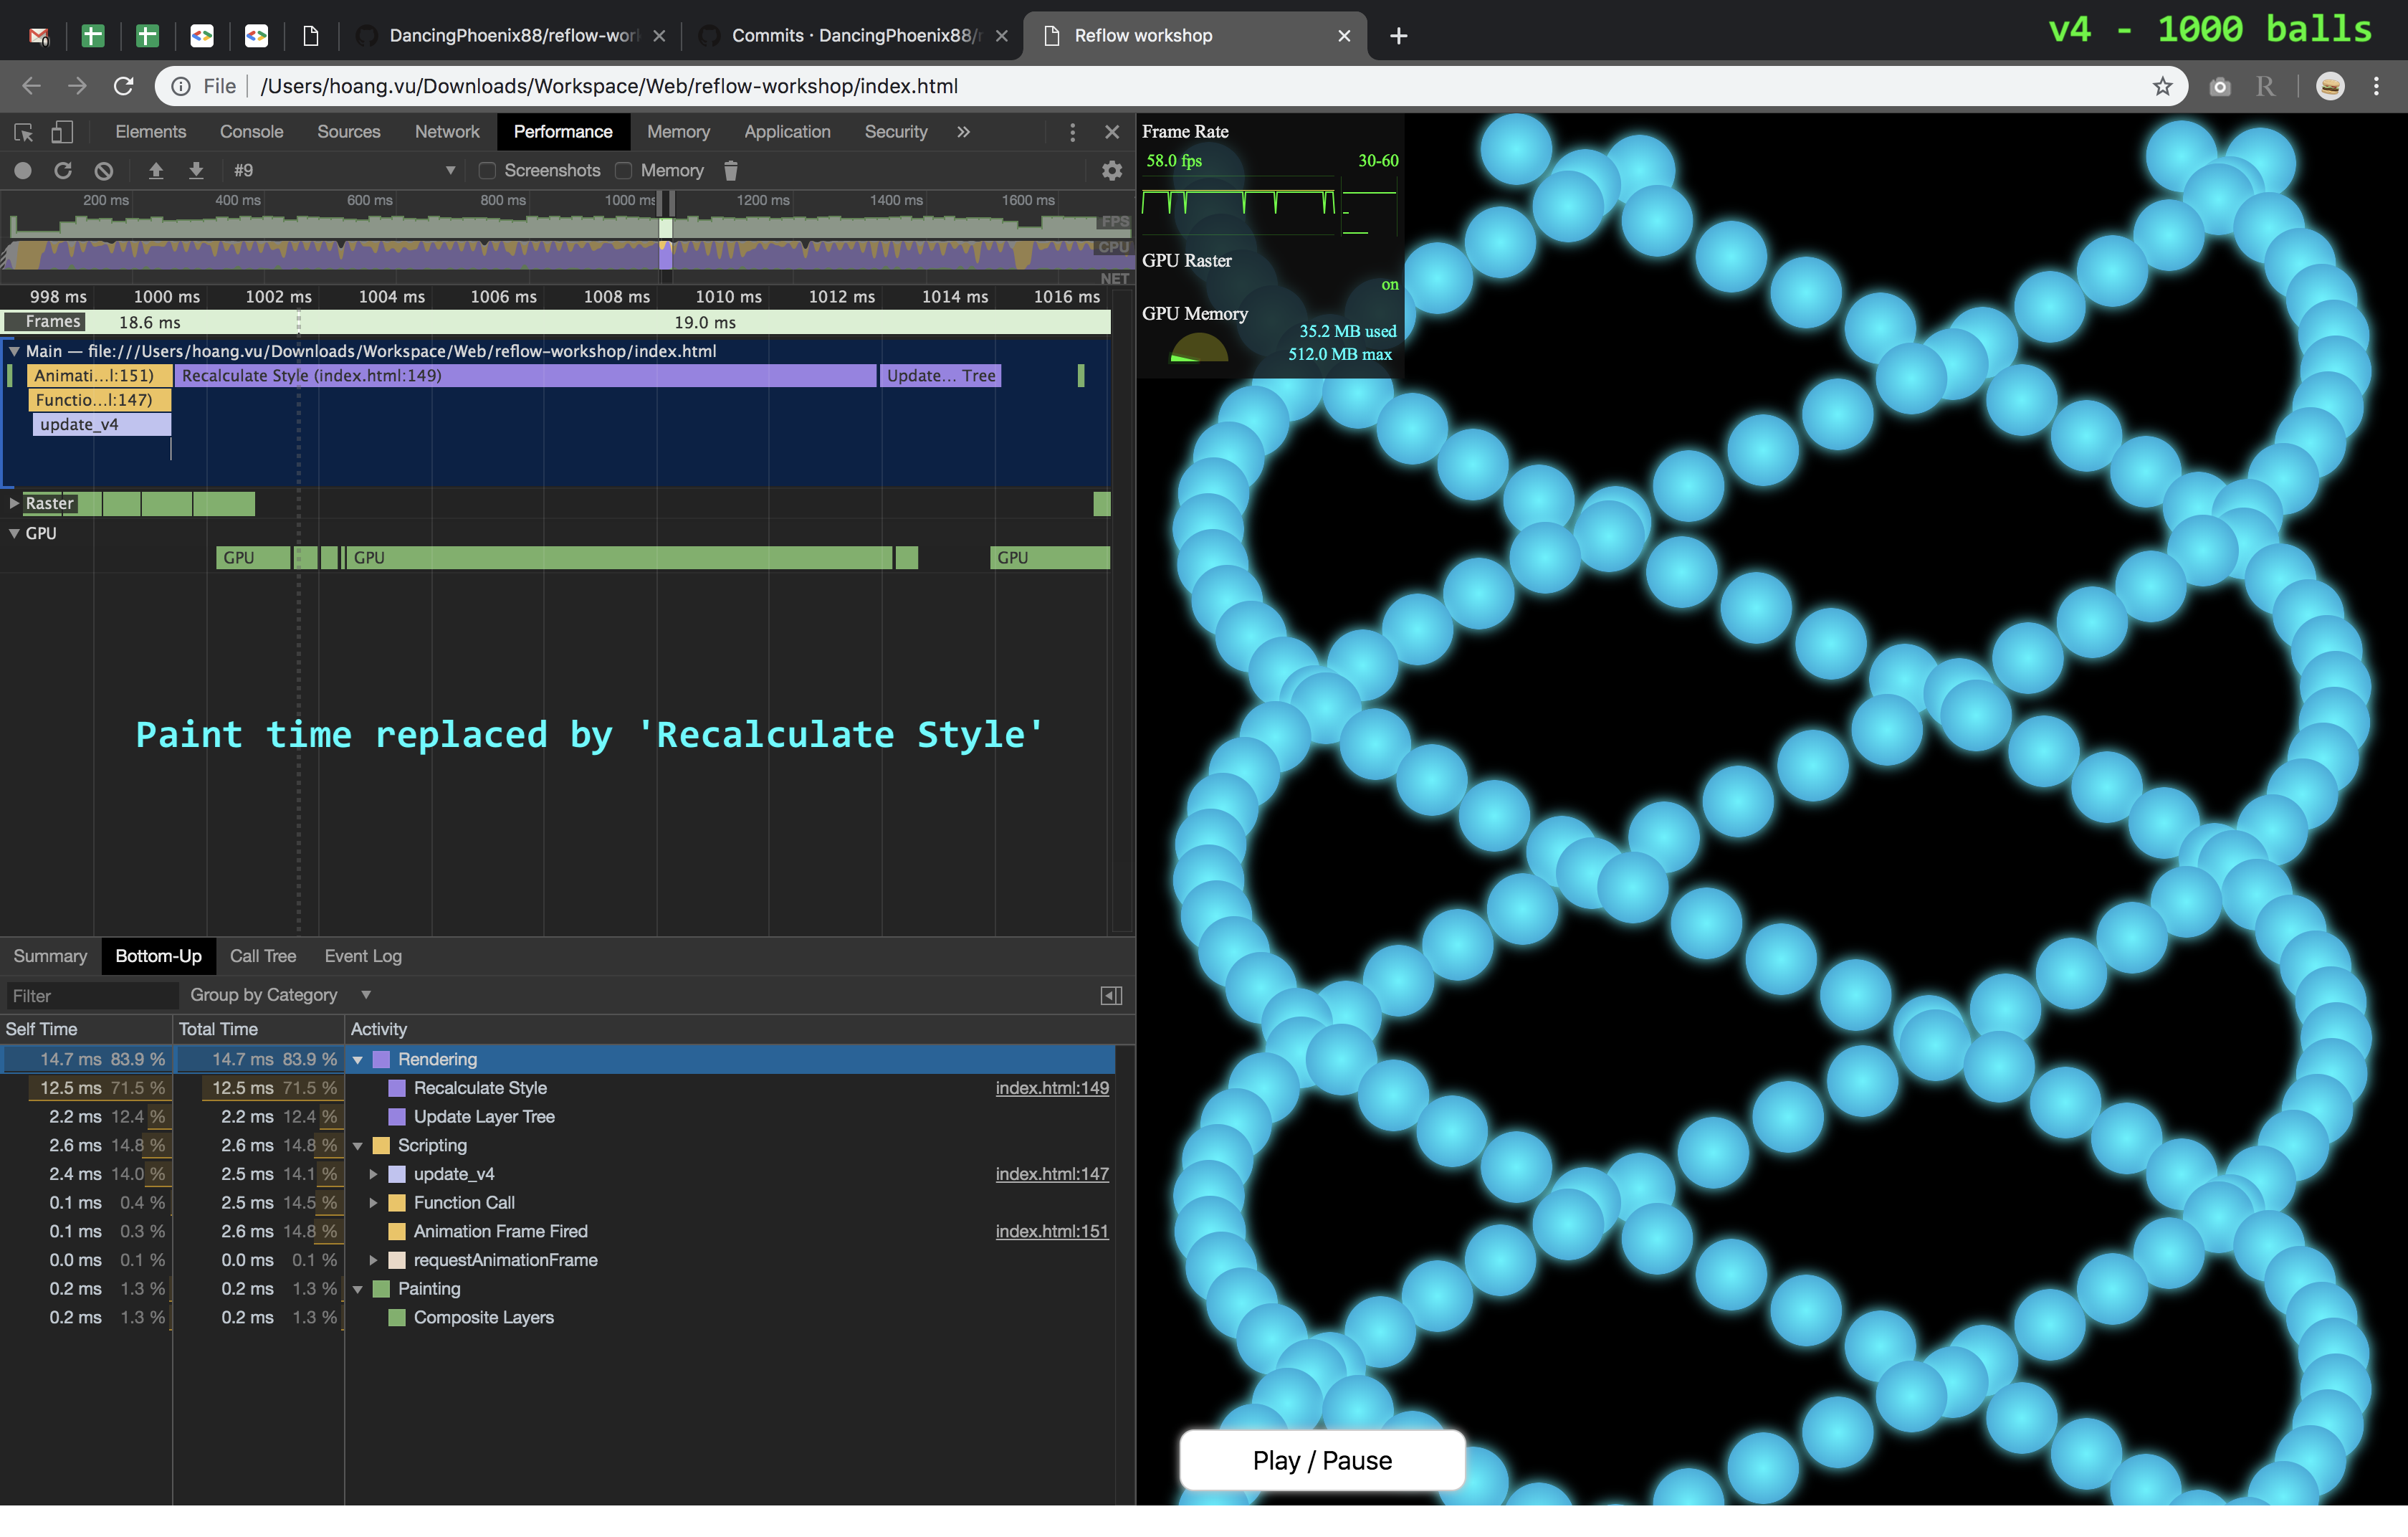 v4 - 1000 balls
DancingPhoenix88/reflow-wor
Commits · DancingPhoenix88/r
Reflow workshop
File
/Users/hoang.vu/Downloads/Workspace/Web/reflow-workshop/index.html
Elements Console Sources Network Performance Memory Application Security »
#9 Screenshots Memory
200 ms 400 ms 600 ms 800 ms 1000 ms 1200 ms 1400 ms 1600 ms
FPS
CPU
NET
998 ms 1000 ms 1002 ms 1004 ms 1006 ms 1008 ms 1010 ms 1012 ms 1014 ms 1016 ms
Frames 18.6 ms 19.0 ms
Main — file:///Users/hoang.vu/Downloads/Workspace/Web/reflow-workshop/index.html
Animati...l:151) Recalculate Style (index.html:149) Update... Tree
Functio...l:147)
update_v4
Raster
GPU
GPU GPU GPU
Paint time replaced by 'Recalculate Style'
Summary Bottom-Up Call Tree Event Log
Filter Group by Category
Self Time Total Time Activity
14.7 ms 83.9 % 14.7 ms 83.9 % Rendering
12.5 ms 71.5 % 12.5 ms 71.5 % Recalculate Style index.html:149
2.2 ms 12.4 % 2.2 ms 12.4 % Update Layer Tree
2.6 ms 14.8 % 2.6 ms 14.8 % Scripting
2.4 ms 14.0 % 2.5 ms 14.1 % update_v4 index.html:147
0.1 ms 0.4 % 2.5 ms 14.5 % Function Call
0.1 ms 0.3 % 2.6 ms 14.8 % Animation Frame Fired index.html:151
0.0 ms 0.1 % 0.0 ms 0.1 % requestAnimationFrame
0.2 ms 1.3 % 0.2 ms 1.3 % Painting
0.2 ms 1.3 % 0.2 ms 1.3 % Composite Layers
Frame Rate
58.0 fps 30-60
GPU Raster
on
GPU Memory
35.2 MB used
512.0 MB max
Play / Pause
R